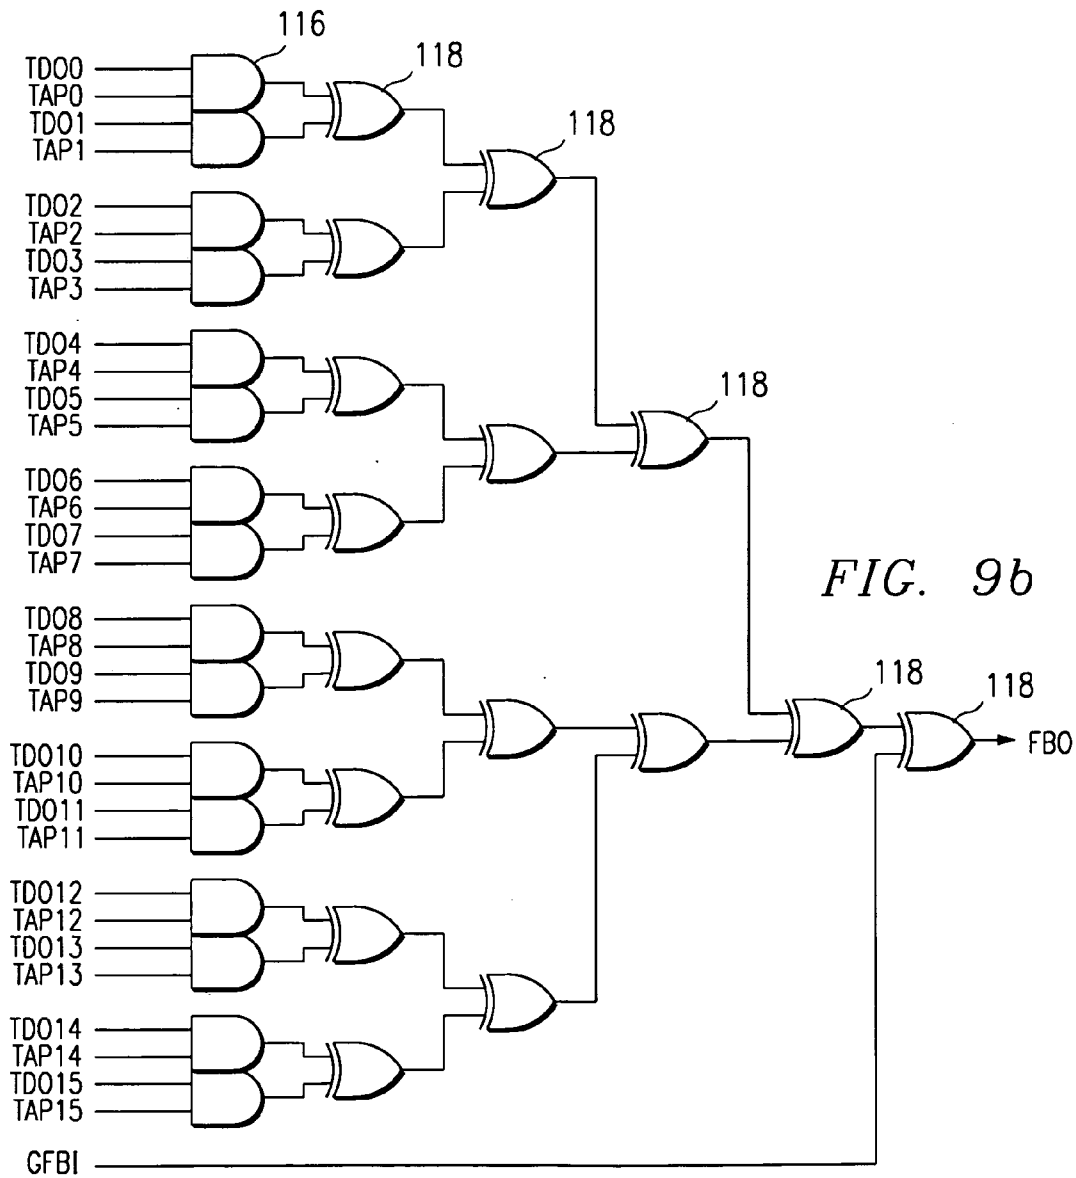 116
118
TDO0
TAP0
TDO1
TAP1
118
TDO2
TAP2
TDO3
TAP3
TDO4
TAP4
TDO5
TAP5
118
TDO6
TAP6
TDO7
TAP7
FIG. 9b
TDO8
TAP8
TDO9
TAP9
118
118
FBO
TDO10
TAP10
TDO11
TAP11
TDO12
TAP12
TDO13
TAP13
TDO14
TAP14
TDO15
TAP15
GFBI